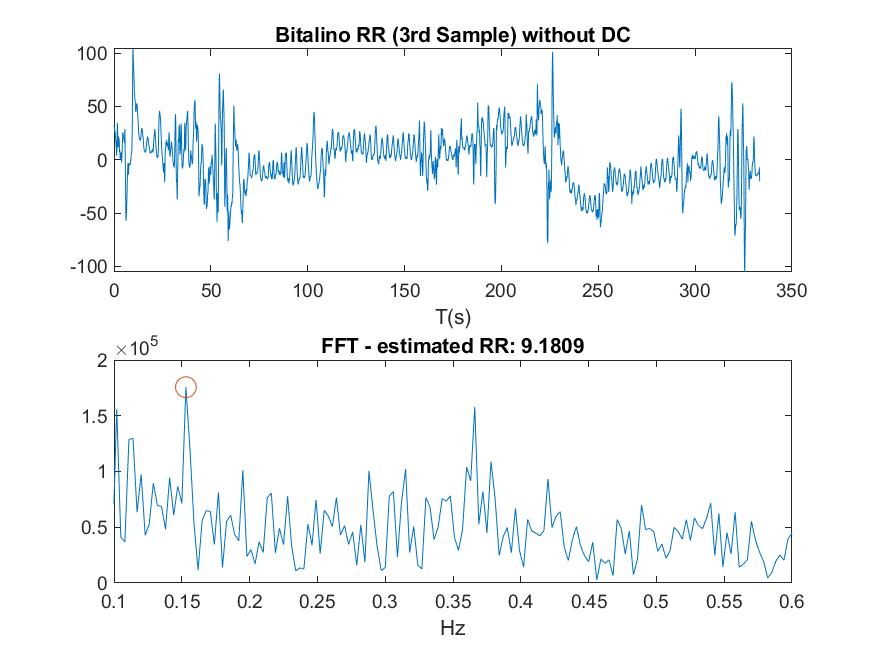 Bitalino RR (3rd Sample) without DC
100
50
0
-50
-100
0 50 100 150 200 250 300 350
T(s)
×10^5
FFT - estimated RR: 9.1809
2
1.5
1
0.5
0
0.1 0.15 0.2 0.25 0.3 0.35 0.4 0.45 0.5 0.55 0.6
Hz